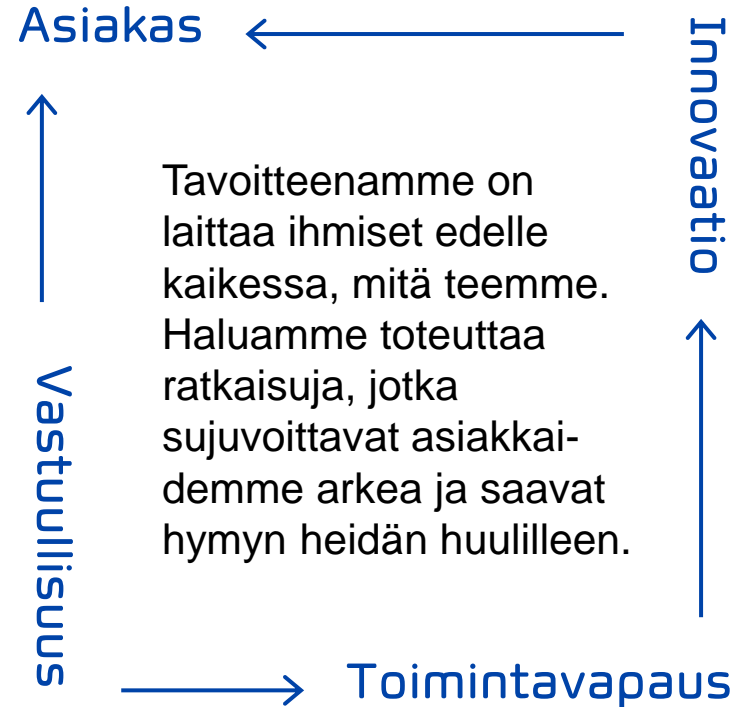 Asiakas
Innovaatio
Tavoitteenamme on
laittaa ihmiset edelle
kaikessa, mitä teemme.
Haluamme toteuttaa
ratkaisuja, jotka
sujuvoittavat asiakkai-
demme arkea ja saavat
hymyn heidän huulilleen.
Vastuullisuus
Toimintavapaus